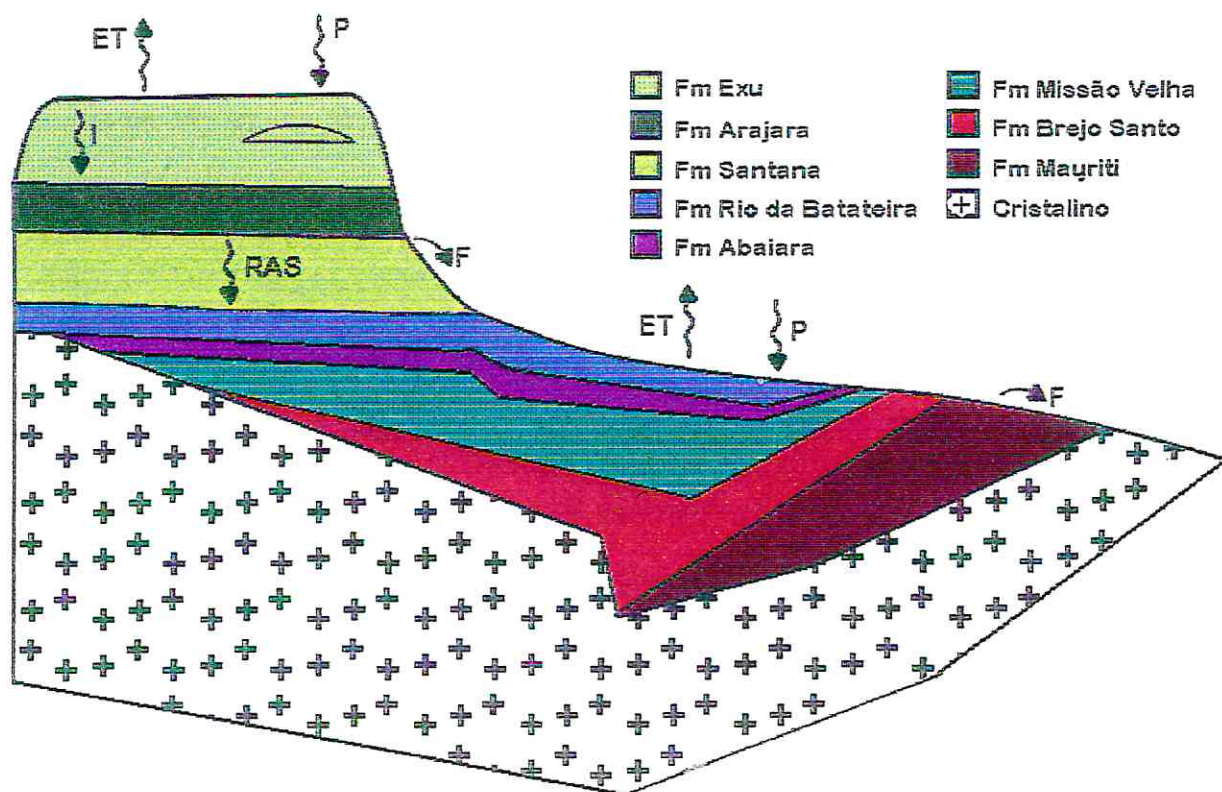 ET
P
I
RAS
F
ET
P
F
Fm Exu
Fm Arajara
Fm Santana
Fm Rio da Batateira
Fm Abaiara
Fm Missão Velha
Fm Brejo Santo
Fm Mauriti
Cristalino